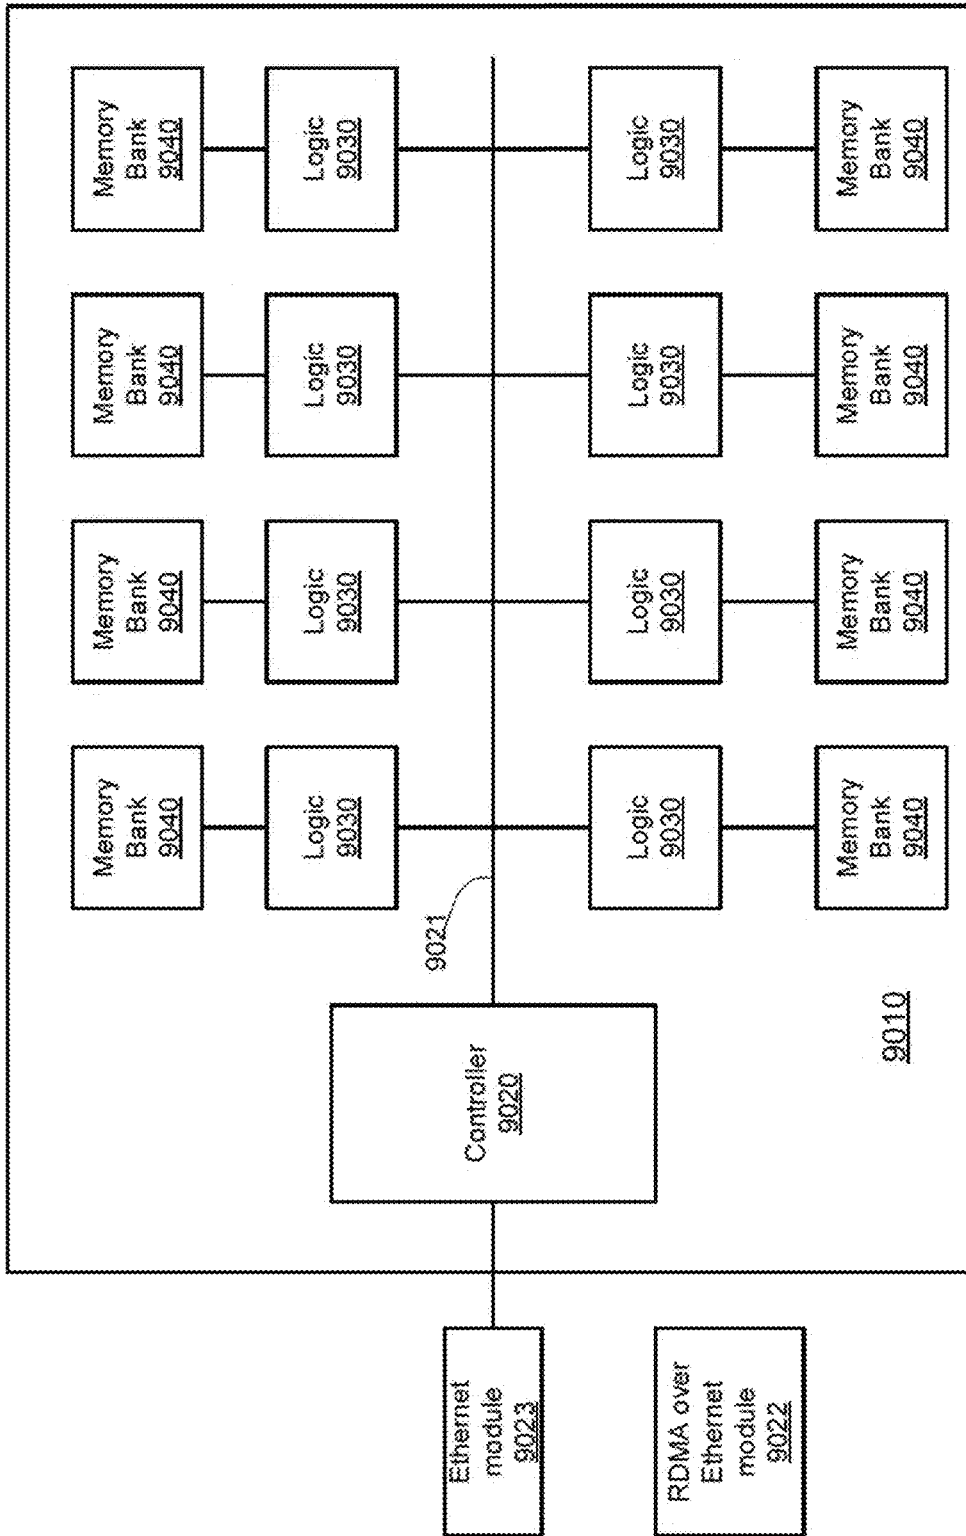 Ethernet
module
9023
RDMA over
Ethernet
module
9022
Controller
9020
9021
9010
Memory
Bank
9040
Memory
Bank
9040
Memory
Bank
9040
Memory
Bank
9040
Logic
9030
Logic
9030
Logic
9030
Logic
9030
Logic
9030
Logic
9030
Logic
9030
Logic
9030
Memory
Bank
9040
Memory
Bank
9040
Memory
Bank
9040
Memory
Bank
9040